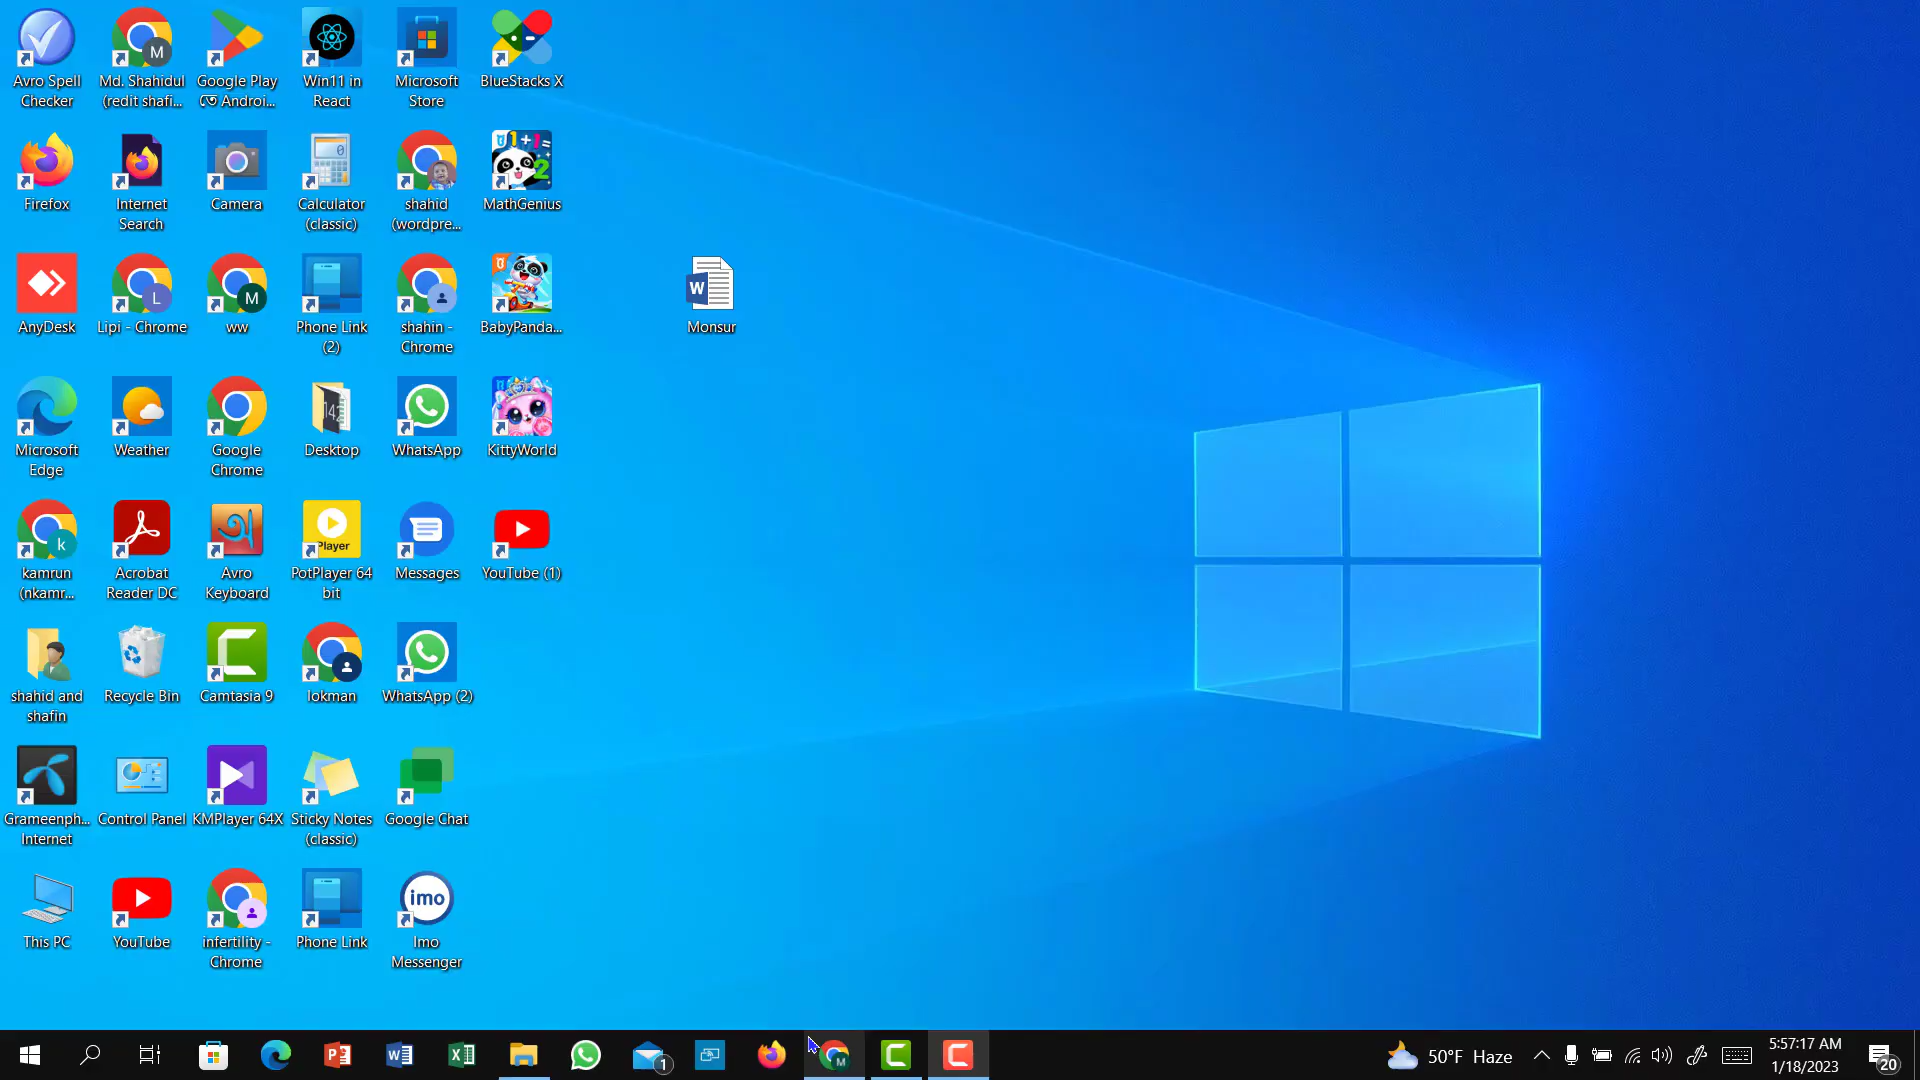 Avro Spell
Checker
Md. Shahidul
(redit shafi...
Google Play
Androi...
Win11 in
React
Microsoft
Store
BlueStacks X
Firefox
Internet
Search
Camera
Calculator
(classic)
shahid
(wordpre...
MathGenius
AnyDesk
Lipi - Chrome
ww
Phone Link
(2)
shahin -
Chrome
BabyPanda...
Monsur
Microsoft
Edge
Weather
Google
Chrome
Desktop
WhatsApp
KittyWorld
kamrun
(nkamr...
Acrobat
Reader DC
Avro
Keyboard
PotPlayer 64
bit
Messages
YouTube (1)
shahid and
shafin
Recycle Bin
Camtasia 9
lokman
WhatsApp (2)
Grameenph...
Internet
Control Panel
KMPlayer 64X
Sticky Notes
(classic)
Google Chat
This PC
YouTube
infertility -
Chrome
Phone Link
Imo
Messenger
50°F Haze
5:57:17 AM
1/18/2023
20